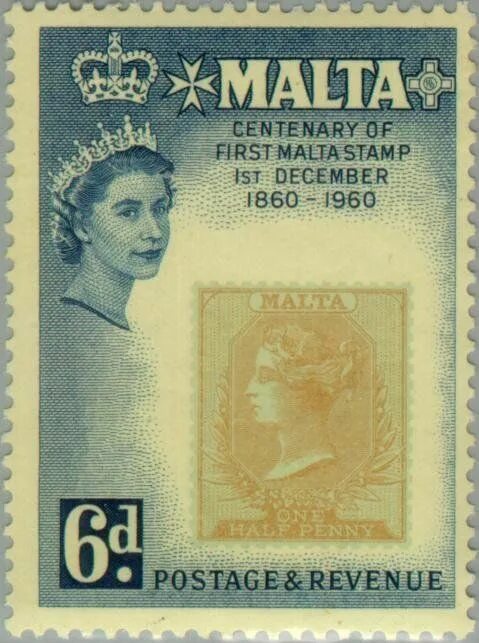 MALTA
CENTENARY OF
FIRST MALTA STAMP
1ST DECEMBER
1860 - 1960
MALTA
ONE
HALF PENNY
6d.
POSTAGE & REVENUE